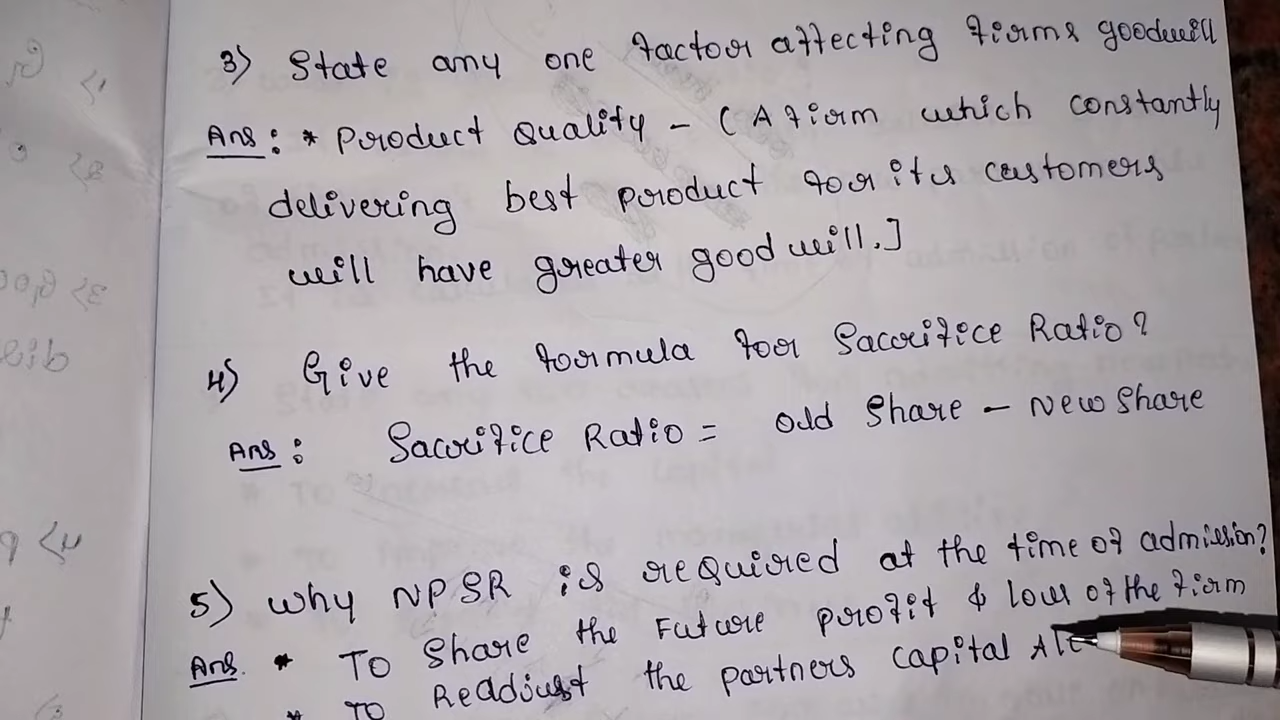 3) State any one factor affecting firms goodwill
Ans: * Product Quality - ( A firm which constantly
delivering best product for its customers
will have greater goodwill.]
4) Give the formula for Sacrifice Ratio?
Ans: Sacrifice Ratio = Old Share - New Share
5) Why NPSR is required at the time of admission?
Ans. * To Share the Future profit & loss of the firm
* To Readjust the partners capital A/c